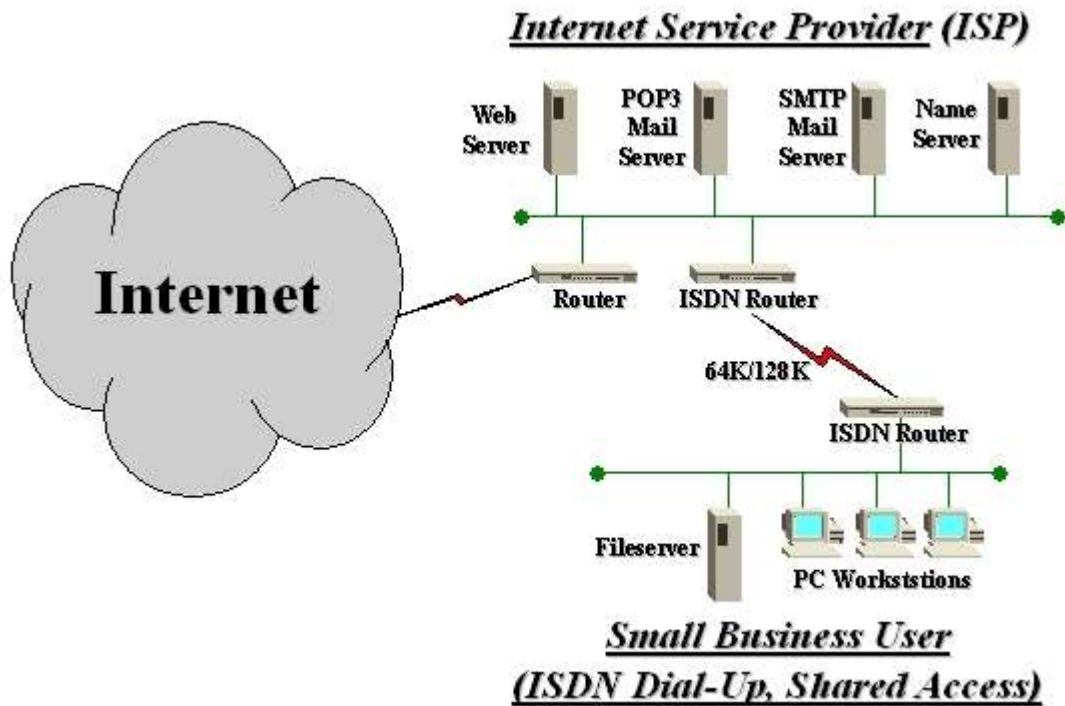 Internet Service Provider (ISP)
Web
Server
POP3
Mail
Server
SMTP
Mail
Server
Name
Server
Internet
Router
ISDN Router
64K/128K
ISDN Router
Fileserver
PC Workststions
Small Business User
(ISDN Dial-Up, Shared Access)